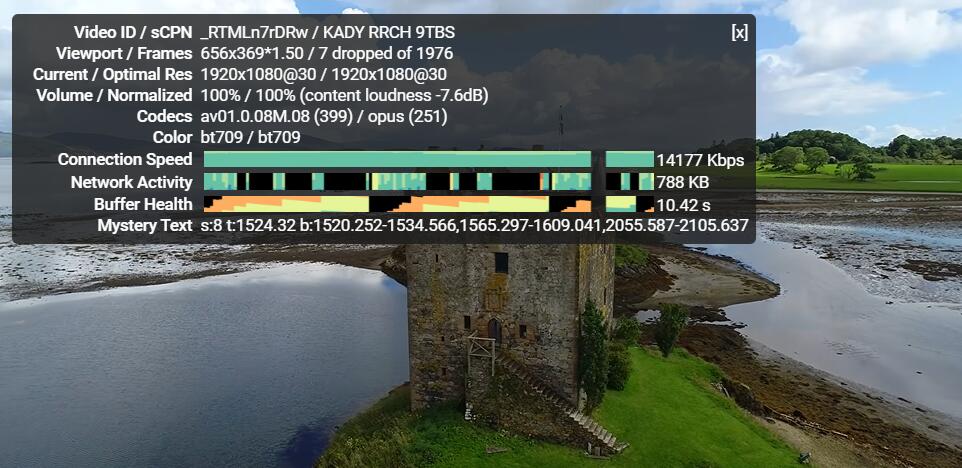 Video ID / sCPN _RTMLn7rDRw / KADY RRCH 9TBS [x]
Viewport / Frames 656x369*1.50 / 7 dropped of 1976
Current / Optimal Res 1920x1080@30 / 1920x1080@30
Volume / Normalized 100% / 100% (content loudness -7.6dB)
Codecs av01.0.08M.08 (399) / opus (251)
Color bt709 / bt709
Connection Speed 14177 Kbps
Network Activity 788 KB
Buffer Health 10.42 s
Mystery Text s:8 t:1524.32 b:1520.252-1534.566,1565.297-1609.041,2055.587-2105.637